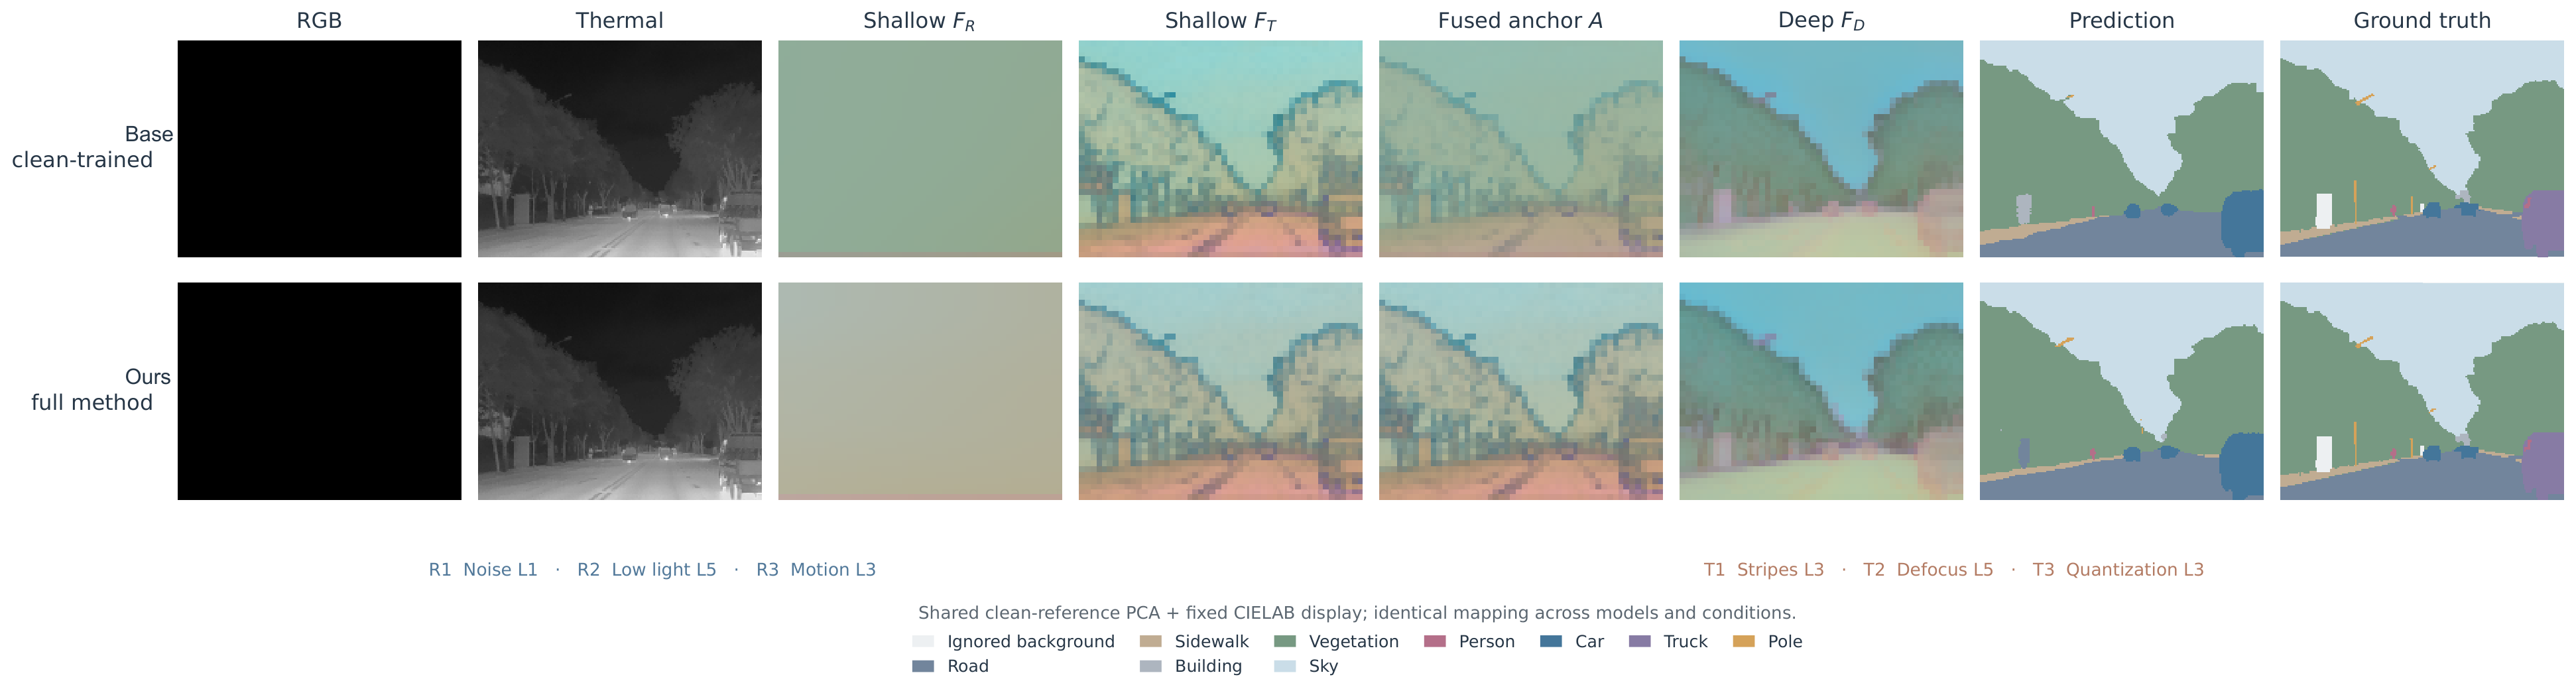 RGB Thermal Shallow F_R Shallow F_T Fused anchor A Deep F_D Prediction Ground truth
Base
clean-trained
Ours
full method
R1 Noise L1 · R2 Low light L5 · R3 Motion L3 T1 Stripes L3 · T2 Defocus L5 · T3 Quantization L3
Shared clean-reference PCA + fixed CIELAB display; identical mapping across models and conditions.
Ignored background Sidewalk Vegetation Person Car Truck Pole
Road Building Sky